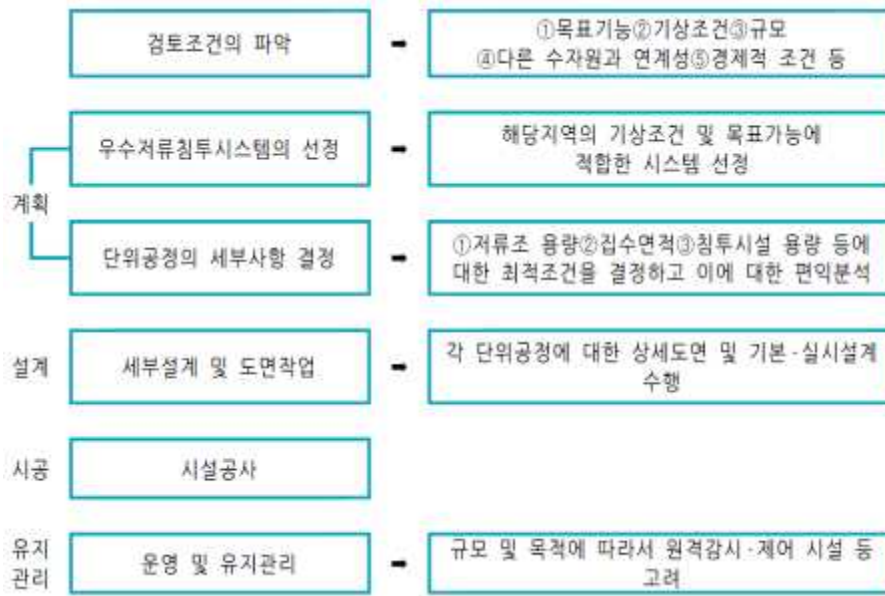 검토조건의 파악
①목표기능②기상조건③규모
④다른 수자원과 연계성⑤경제적 조건 등
계획
우수저류침투시스템의 선정
해당지역의 기상조건 및 목표가능에
적합한 시스템 선정
단위공정의 세부사항 결정
①저류조 용량②집수면적③침투시설 용량 등에
대한 최적조건을 결정하고 이에 대한 편익분석
설계
세부설계 및 도면작업
각 단위공정에 대한 상세도면 및 기본·실시설계
수행
시공
시설공사
유지
관리
운영 및 유지관리
규모 및 목적에 따라서 원격감시·제어 시설 등
고려